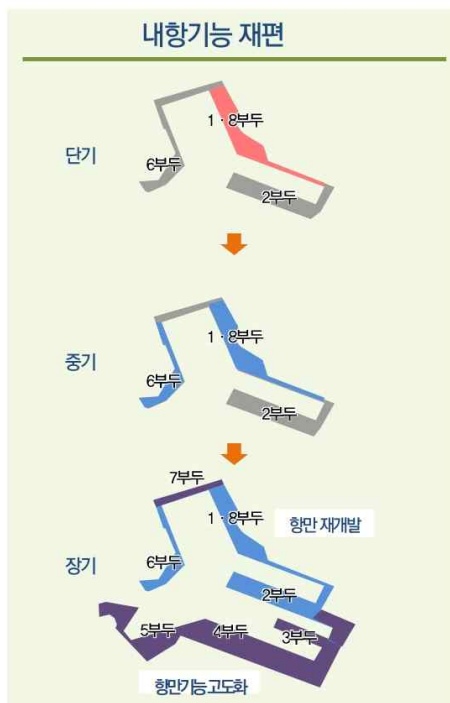 내항기능 재편
1·8부두
단기
6부두
2부두
1·8부두
중기
6부두
2부두
7부두
1·8부두
항만 재개발
장기
6부두
2부두
5부두
4부두
3부두
항만기능고도화